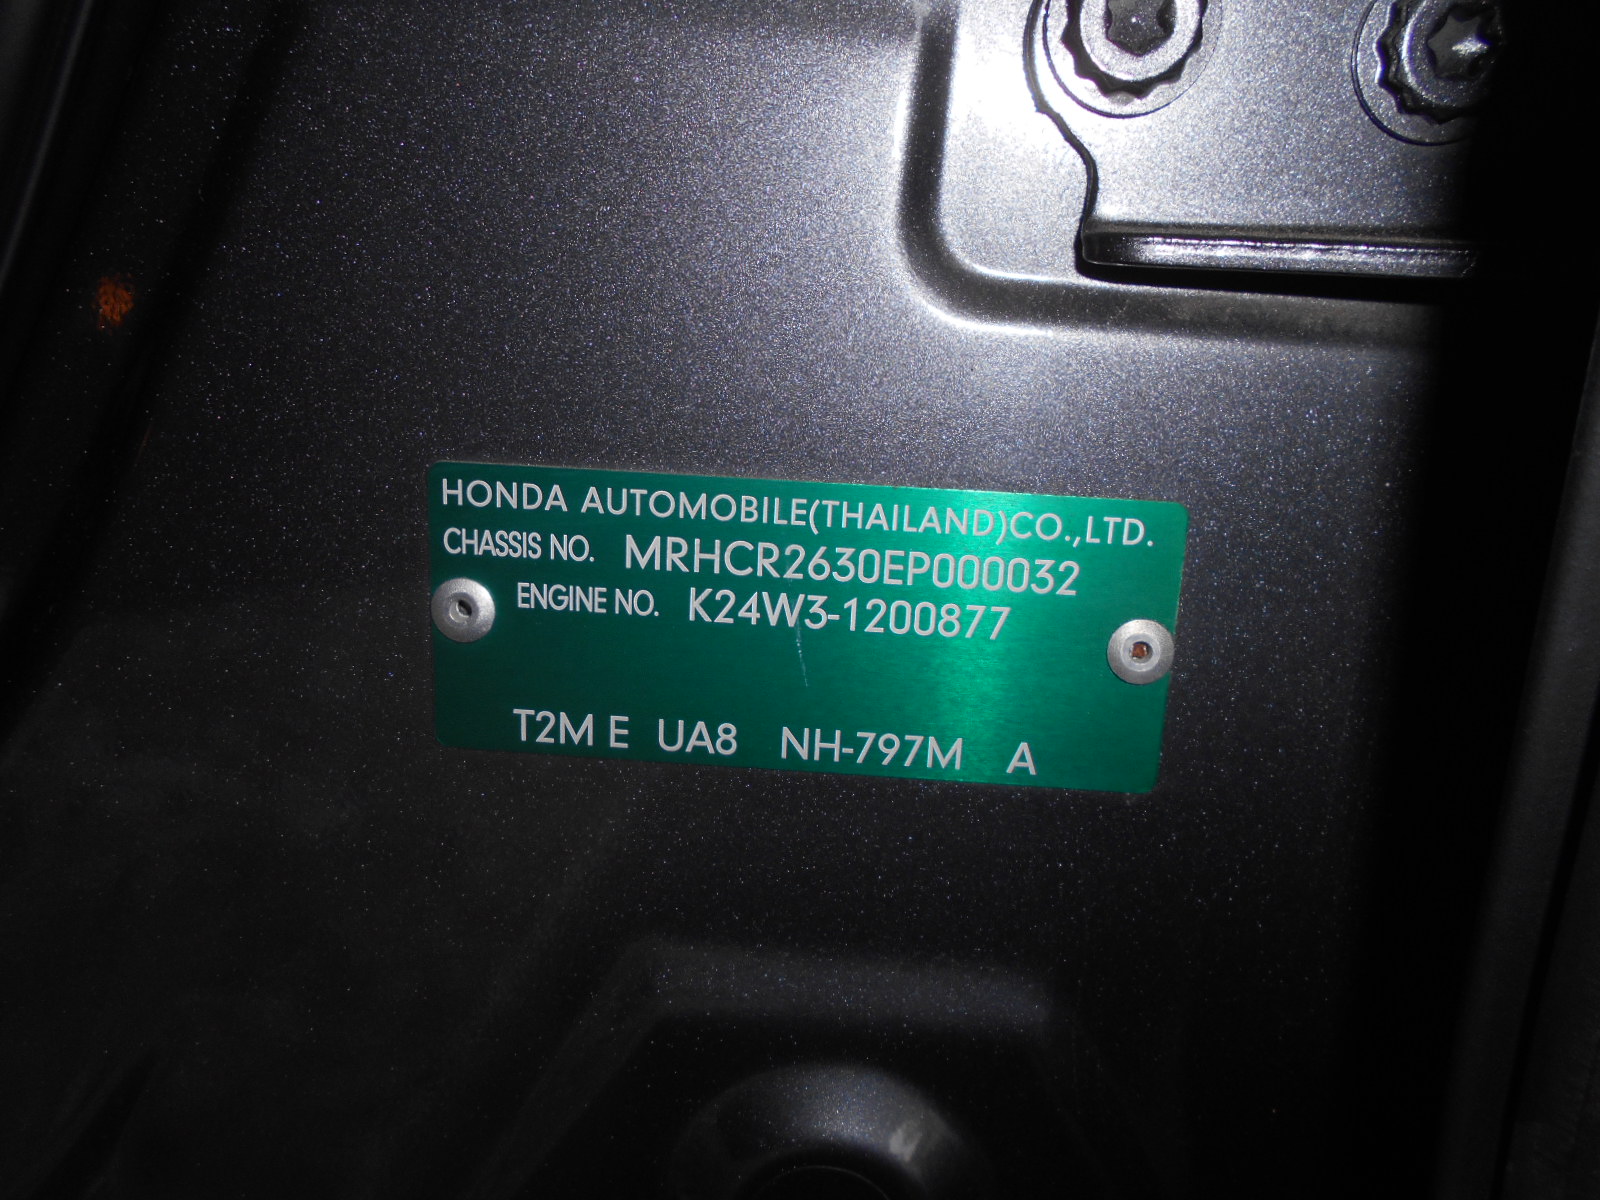 HONDA AUTOMOBILE(THAILAND)CO.,LTD.
CHASSIS NO. MRHCR2630EP000032
ENGINE NO. K24W3-1200877
T2M E UA8 NH-797M A